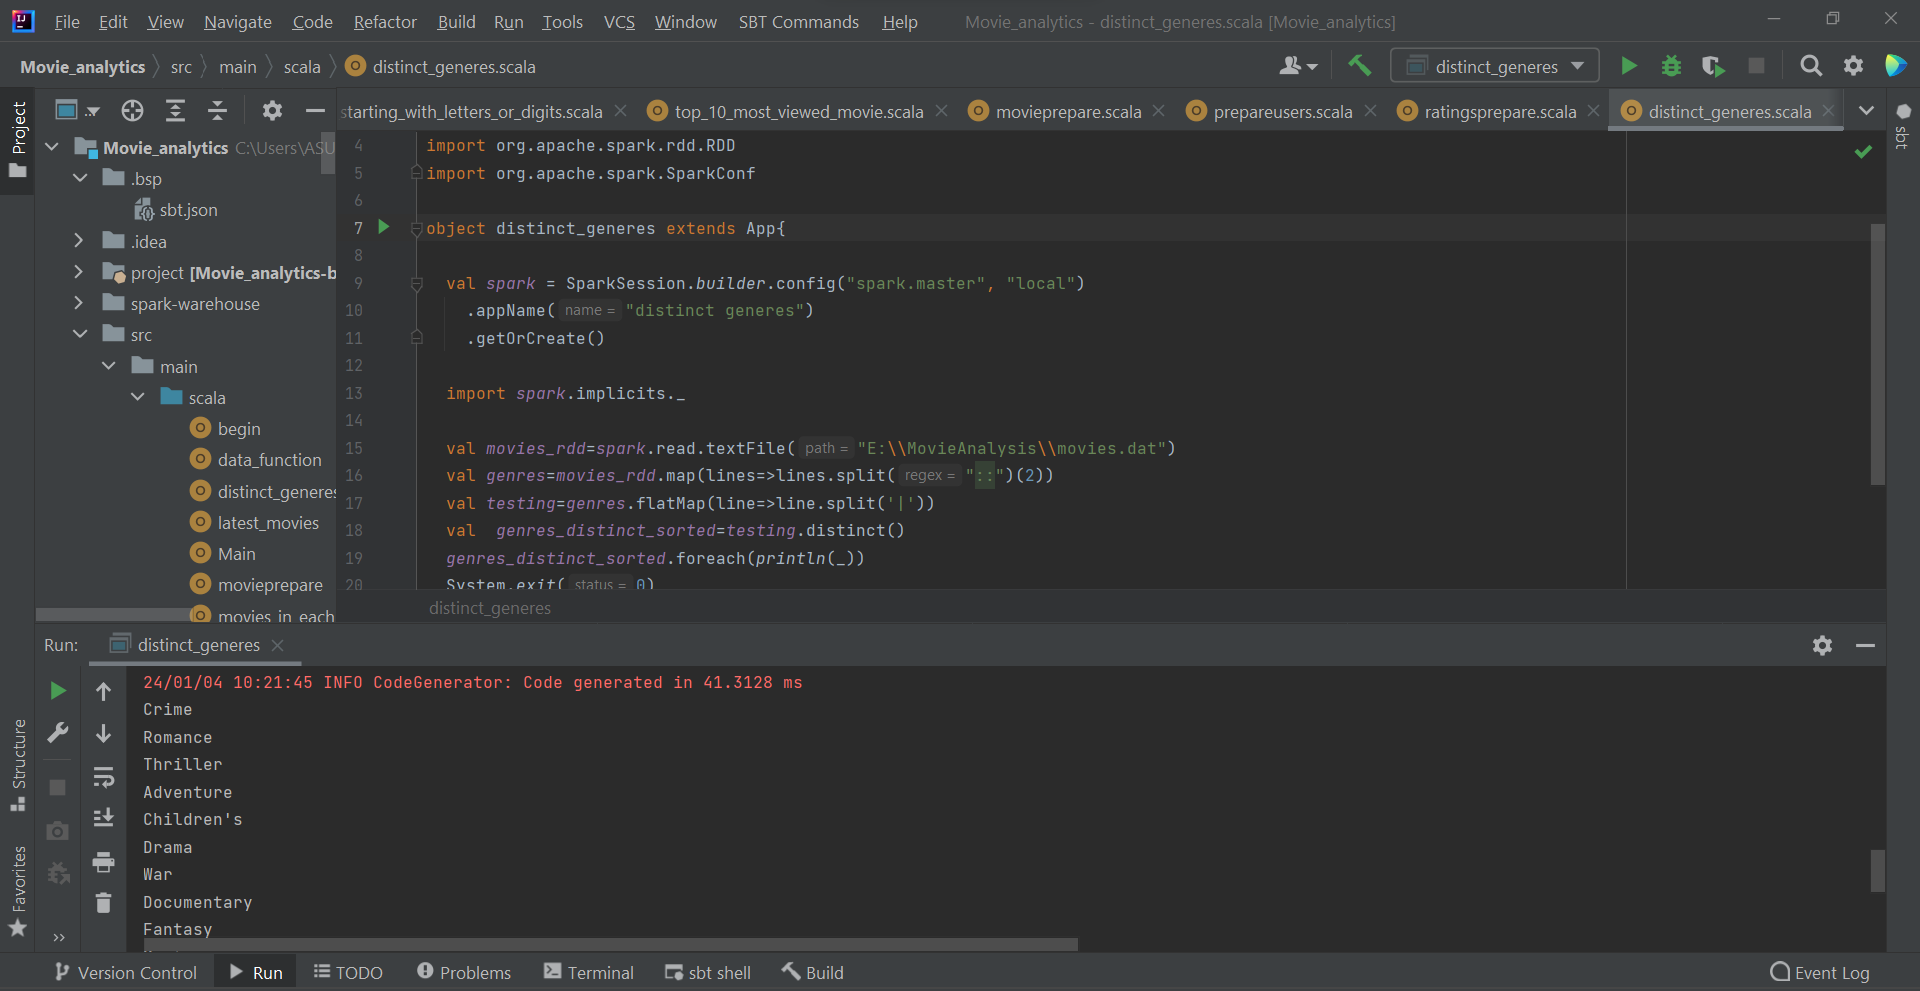 File Edit View Navigate Code Refactor Build Run Tools VCS Window SBT Commands Help Movie_analytics - distinct_generes.scala [Movie_analytics]
Movie_analytics src main scala distinct_generes.scala distinct_generes
starting_with_letters_or_digits.scala top_10_most_viewed_movie.scala movieprepare.scala prepareusers.scala ratingsprepare.scala distinct_generes.scala
Project
Structure
Favorites
sbt
Movie_analytics C:\Users\ASU
.bsp
sbt.json
.idea
project [Movie_analytics-b
spark-warehouse
src
main
scala
begin
data_function
distinct_generes
latest_movies
Main
movieprepare
movies_in_each
4 import org.apache.spark.rdd.RDD
5 import org.apache.spark.SparkConf
6
7 object distinct_generes extends App{
8
9 val spark = SparkSession.builder.config("spark.master", "local")
10 .appName( name = "distinct generes")
11 .getOrCreate()
12
13 import spark.implicits._
14
15 val movies_rdd=spark.read.textFile( path = "E:\\MovieAnalysis\\movies.dat")
16 val genres=movies_rdd.map(lines=>lines.split( regex = "::")(2))
17 val testing=genres.flatMap(line=>line.split('|'))
18 val  genres_distinct_sorted=testing.distinct()
19 genres_distinct_sorted.foreach(println(_))
20 System.exit( status = 0)
distinct_generes
Run: distinct_generes
24/01/04 10:21:45 INFO CodeGenerator: Code generated in 41.3128 ms
Crime
Romance
Thriller
Adventure
Children's
Drama
War
Documentary
Fantasy
Version Control Run TODO Problems Terminal sbt shell Build Event Log